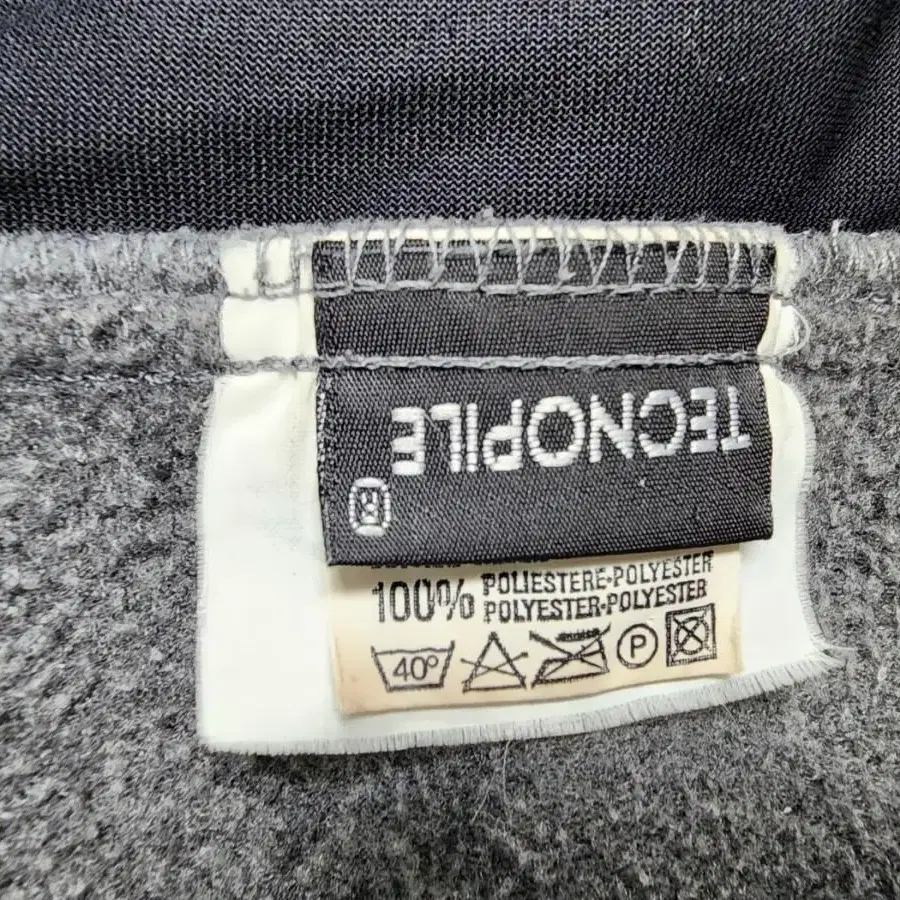 TECNOPILE
®
100% POLIESTERE-POLYESTER
POLYESTER-POLYESTER
40° P